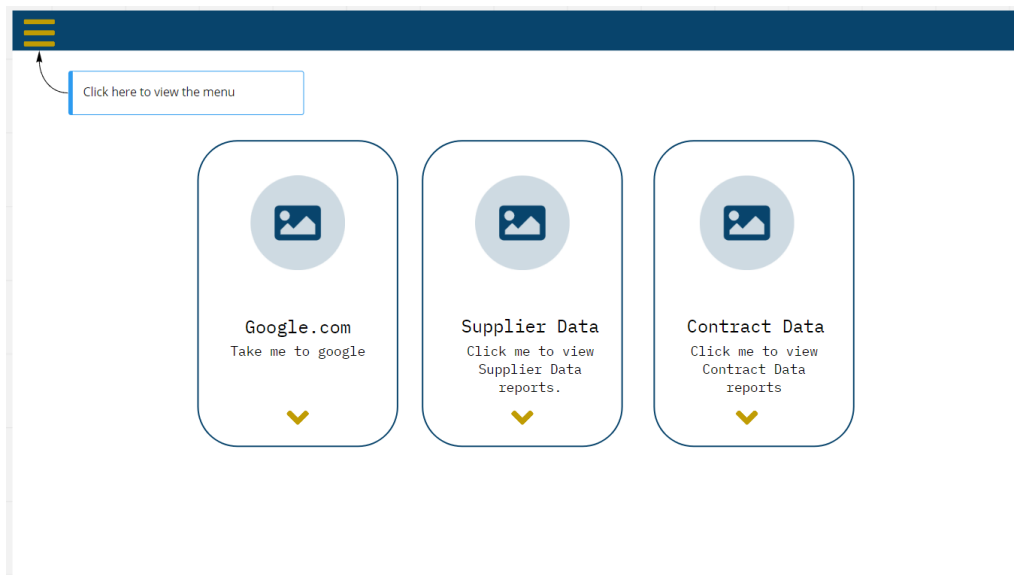 Click here to view the menu
Google.com
Take me to google
Supplier Data
Click me to view
Supplier Data
reports.
Contract Data
Click me to view
Contract Data
reports